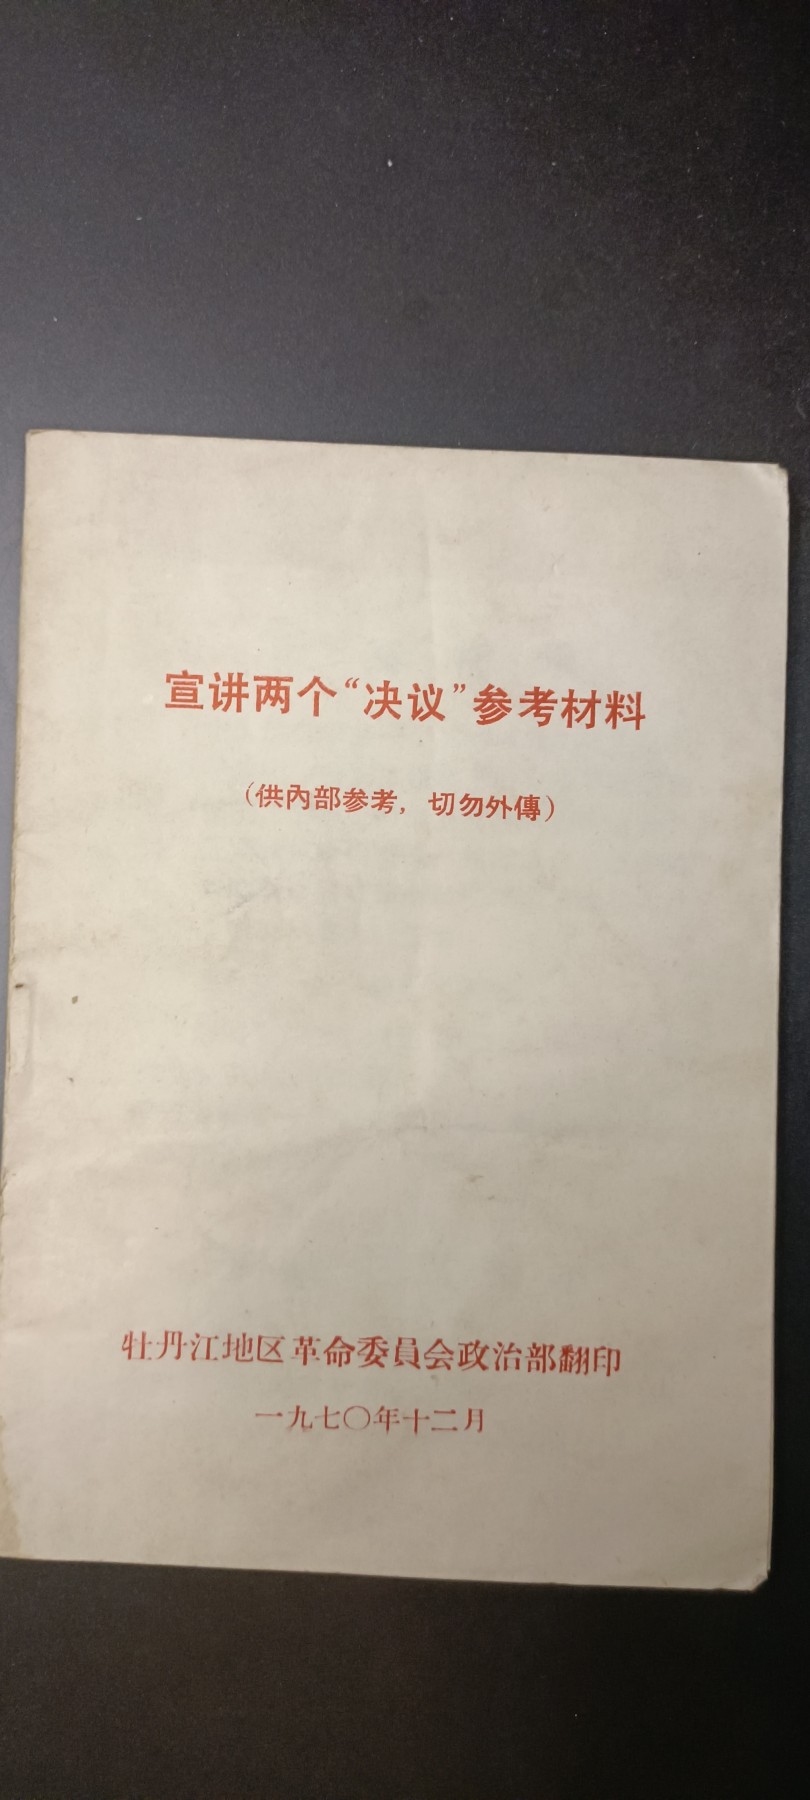 宣讲两个“决议”参考材料
（供內部参考，切勿外傳）
牡丹江地区革命委員会政治部翻印
一九七〇年十二月